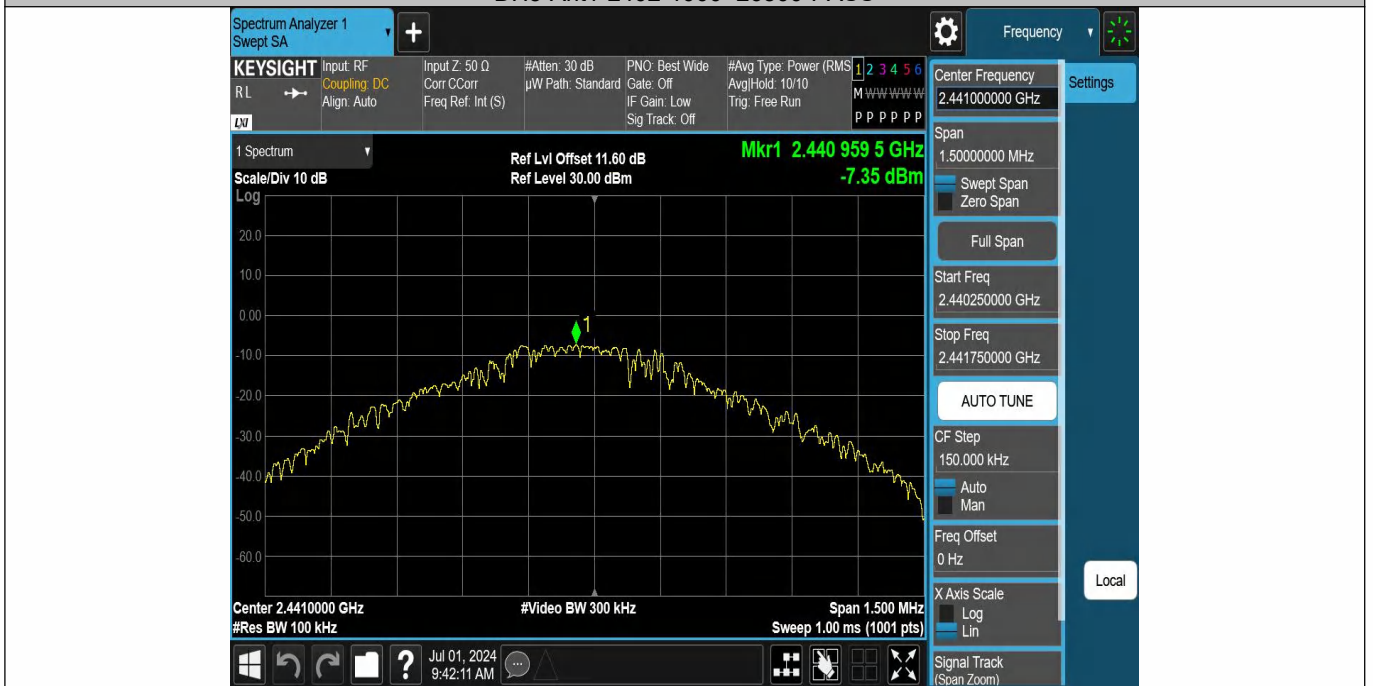 Spectrum Analyzer 1
Swept SA
Frequency
KEYSIGHT
RL
LXI
Input: RF
Coupling: DC
Align: Auto
Input Z: 50 Ω
Corr CCorr
Freq Ref: Int (S)
#Atten: 30 dB
µW Path: Standard
PNO: Best Wide
Gate: Off
IF Gain: Low
Sig Track: Off
#Avg Type: Power (RMS
Avg|Hold: 10/10
Trig: Free Run
1 2 3 4 5 6
M W W W W W
P P P P P P
1 Spectrum
Scale/Div 10 dB
Log
Ref Lvl Offset 11.60 dB
Ref Level 30.00 dBm
Mkr1 2.440 959 5 GHz
-7.35 dBm
20.0
10.0
0.00
-10.0
-20.0
-30.0
-40.0
-50.0
-60.0
1
Center 2.4410000 GHz
#Res BW 100 kHz
#Video BW 300 kHz
Span 1.500 MHz
Sweep 1.00 ms (1001 pts)
Jul 01, 2024
9:42:11 AM
Center Frequency
2.441000000 GHz
Span
1.50000000 MHz
Swept Span
Zero Span
Full Span
Start Freq
2.440250000 GHz
Stop Freq
2.441750000 GHz
AUTO TUNE
CF Step
150.000 kHz
Auto
Man
Freq Offset
0 Hz
X Axis Scale
Log
Lin
Signal Track
(Span Zoom)
Settings
Local